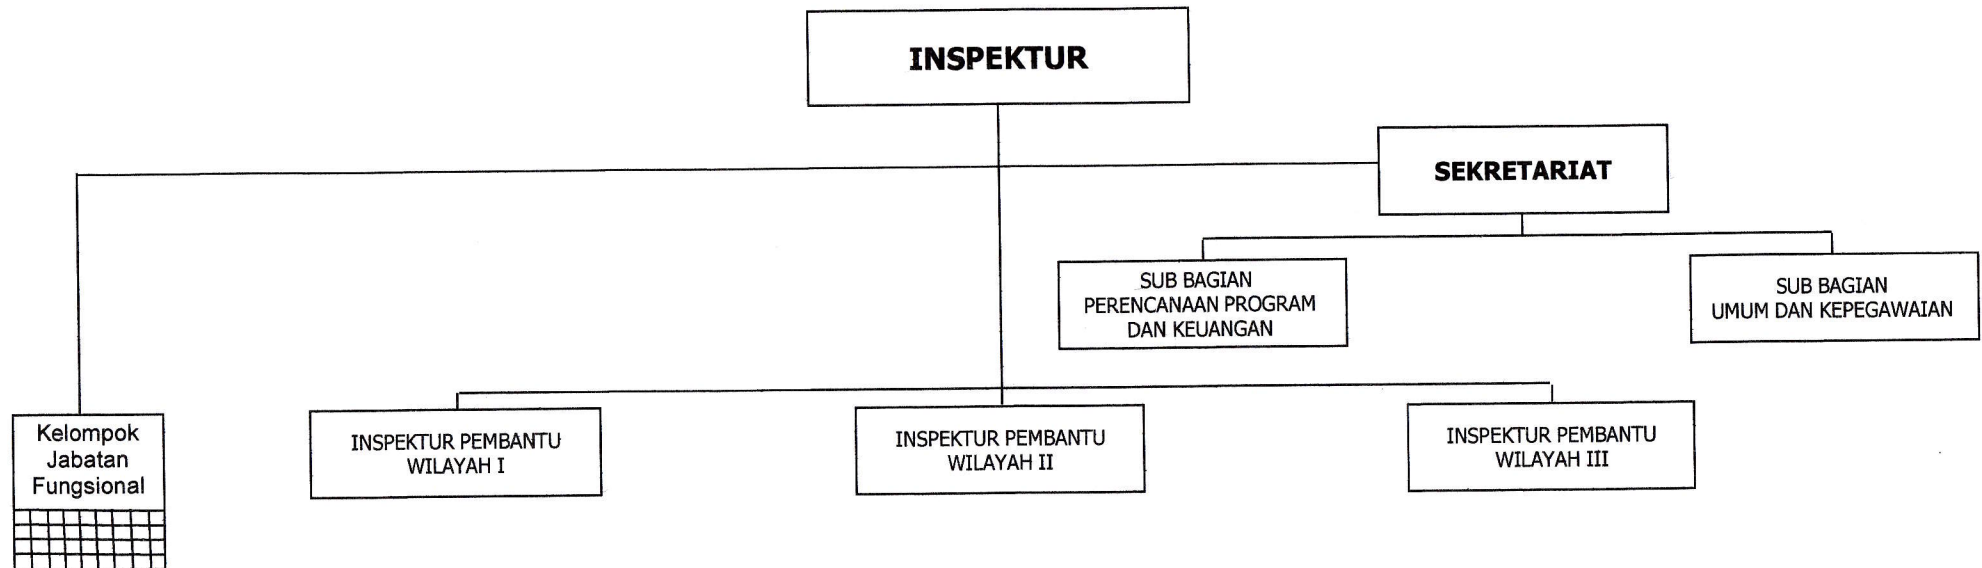 INSPEKTUR
SEKRETARIAT
SUB BAGIAN
PERENCANAAN PROGRAM
DAN KEUANGAN
SUB BAGIAN
UMUM DAN KEPEGAWAIAN
Kelompok
Jabatan
Fungsional
INSPEKTUR PEMBANTU
WILAYAH I
INSPEKTUR PEMBANTU
WILAYAH II
INSPEKTUR PEMBANTU
WILAYAH III